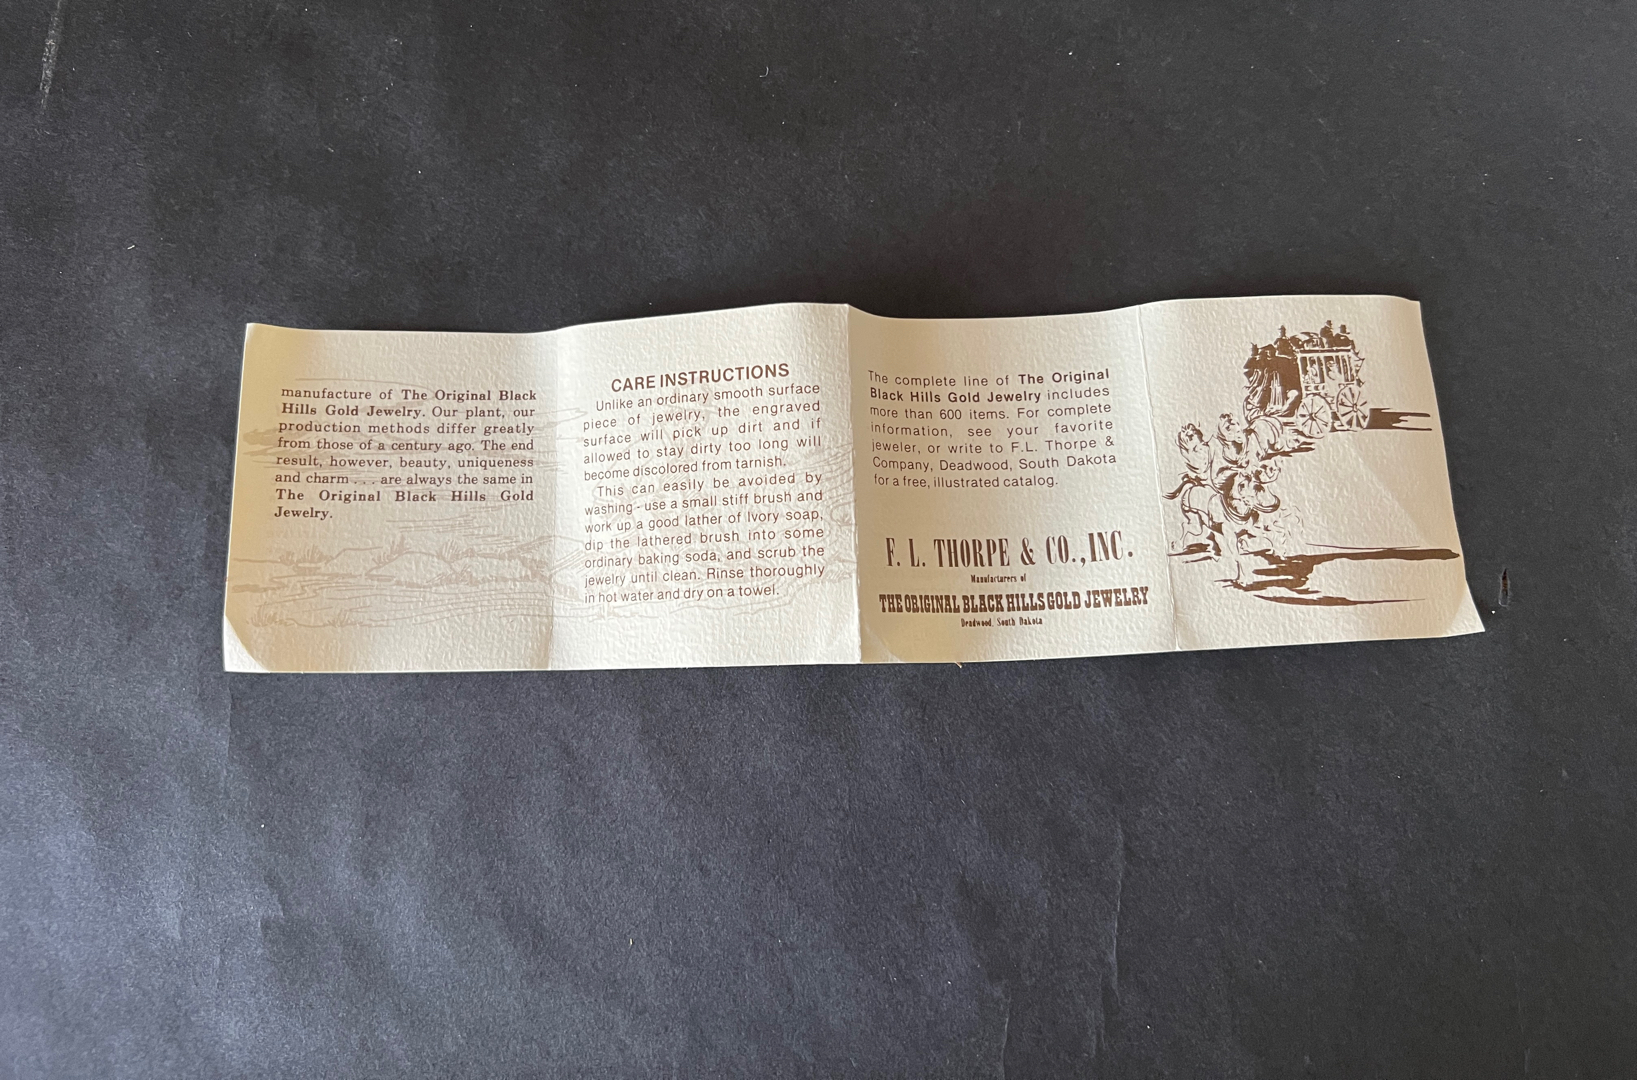 manufacture of The Original Black
Hills Gold Jewelry. Our plant, our
production methods differ greatly
from those of a century ago. The end
result, however, beauty, uniqueness
and charm . . . are always the same in
The Original Black Hills Gold
Jewelry.
CARE INSTRUCTIONS
Unlike an ordinary smooth surface
piece of jewelry, the engraved
surface will pick up dirt and if
allowed to stay dirty too long will
become discolored from tarnish.
This can easily be avoided by
washing - use a small stiff brush and
work up a good lather of Ivory soap,
dip the lathered brush into some
ordinary baking soda, and scrub the
jewelry until clean. Rinse thoroughly
in hot water and dry on a towel.
The complete line of The Original
Black Hills Gold Jewelry includes
more than 600 items. For complete
information, see your favorite
jeweler, or write to F.L. Thorpe &
Company, Deadwood, South Dakota
for a free, illustrated catalog.
F. L. THORPE & CO., INC.
Manufacturers of
THE ORIGINAL BLACK HILLS GOLD JEWELRY
Deadwood, South Dakota